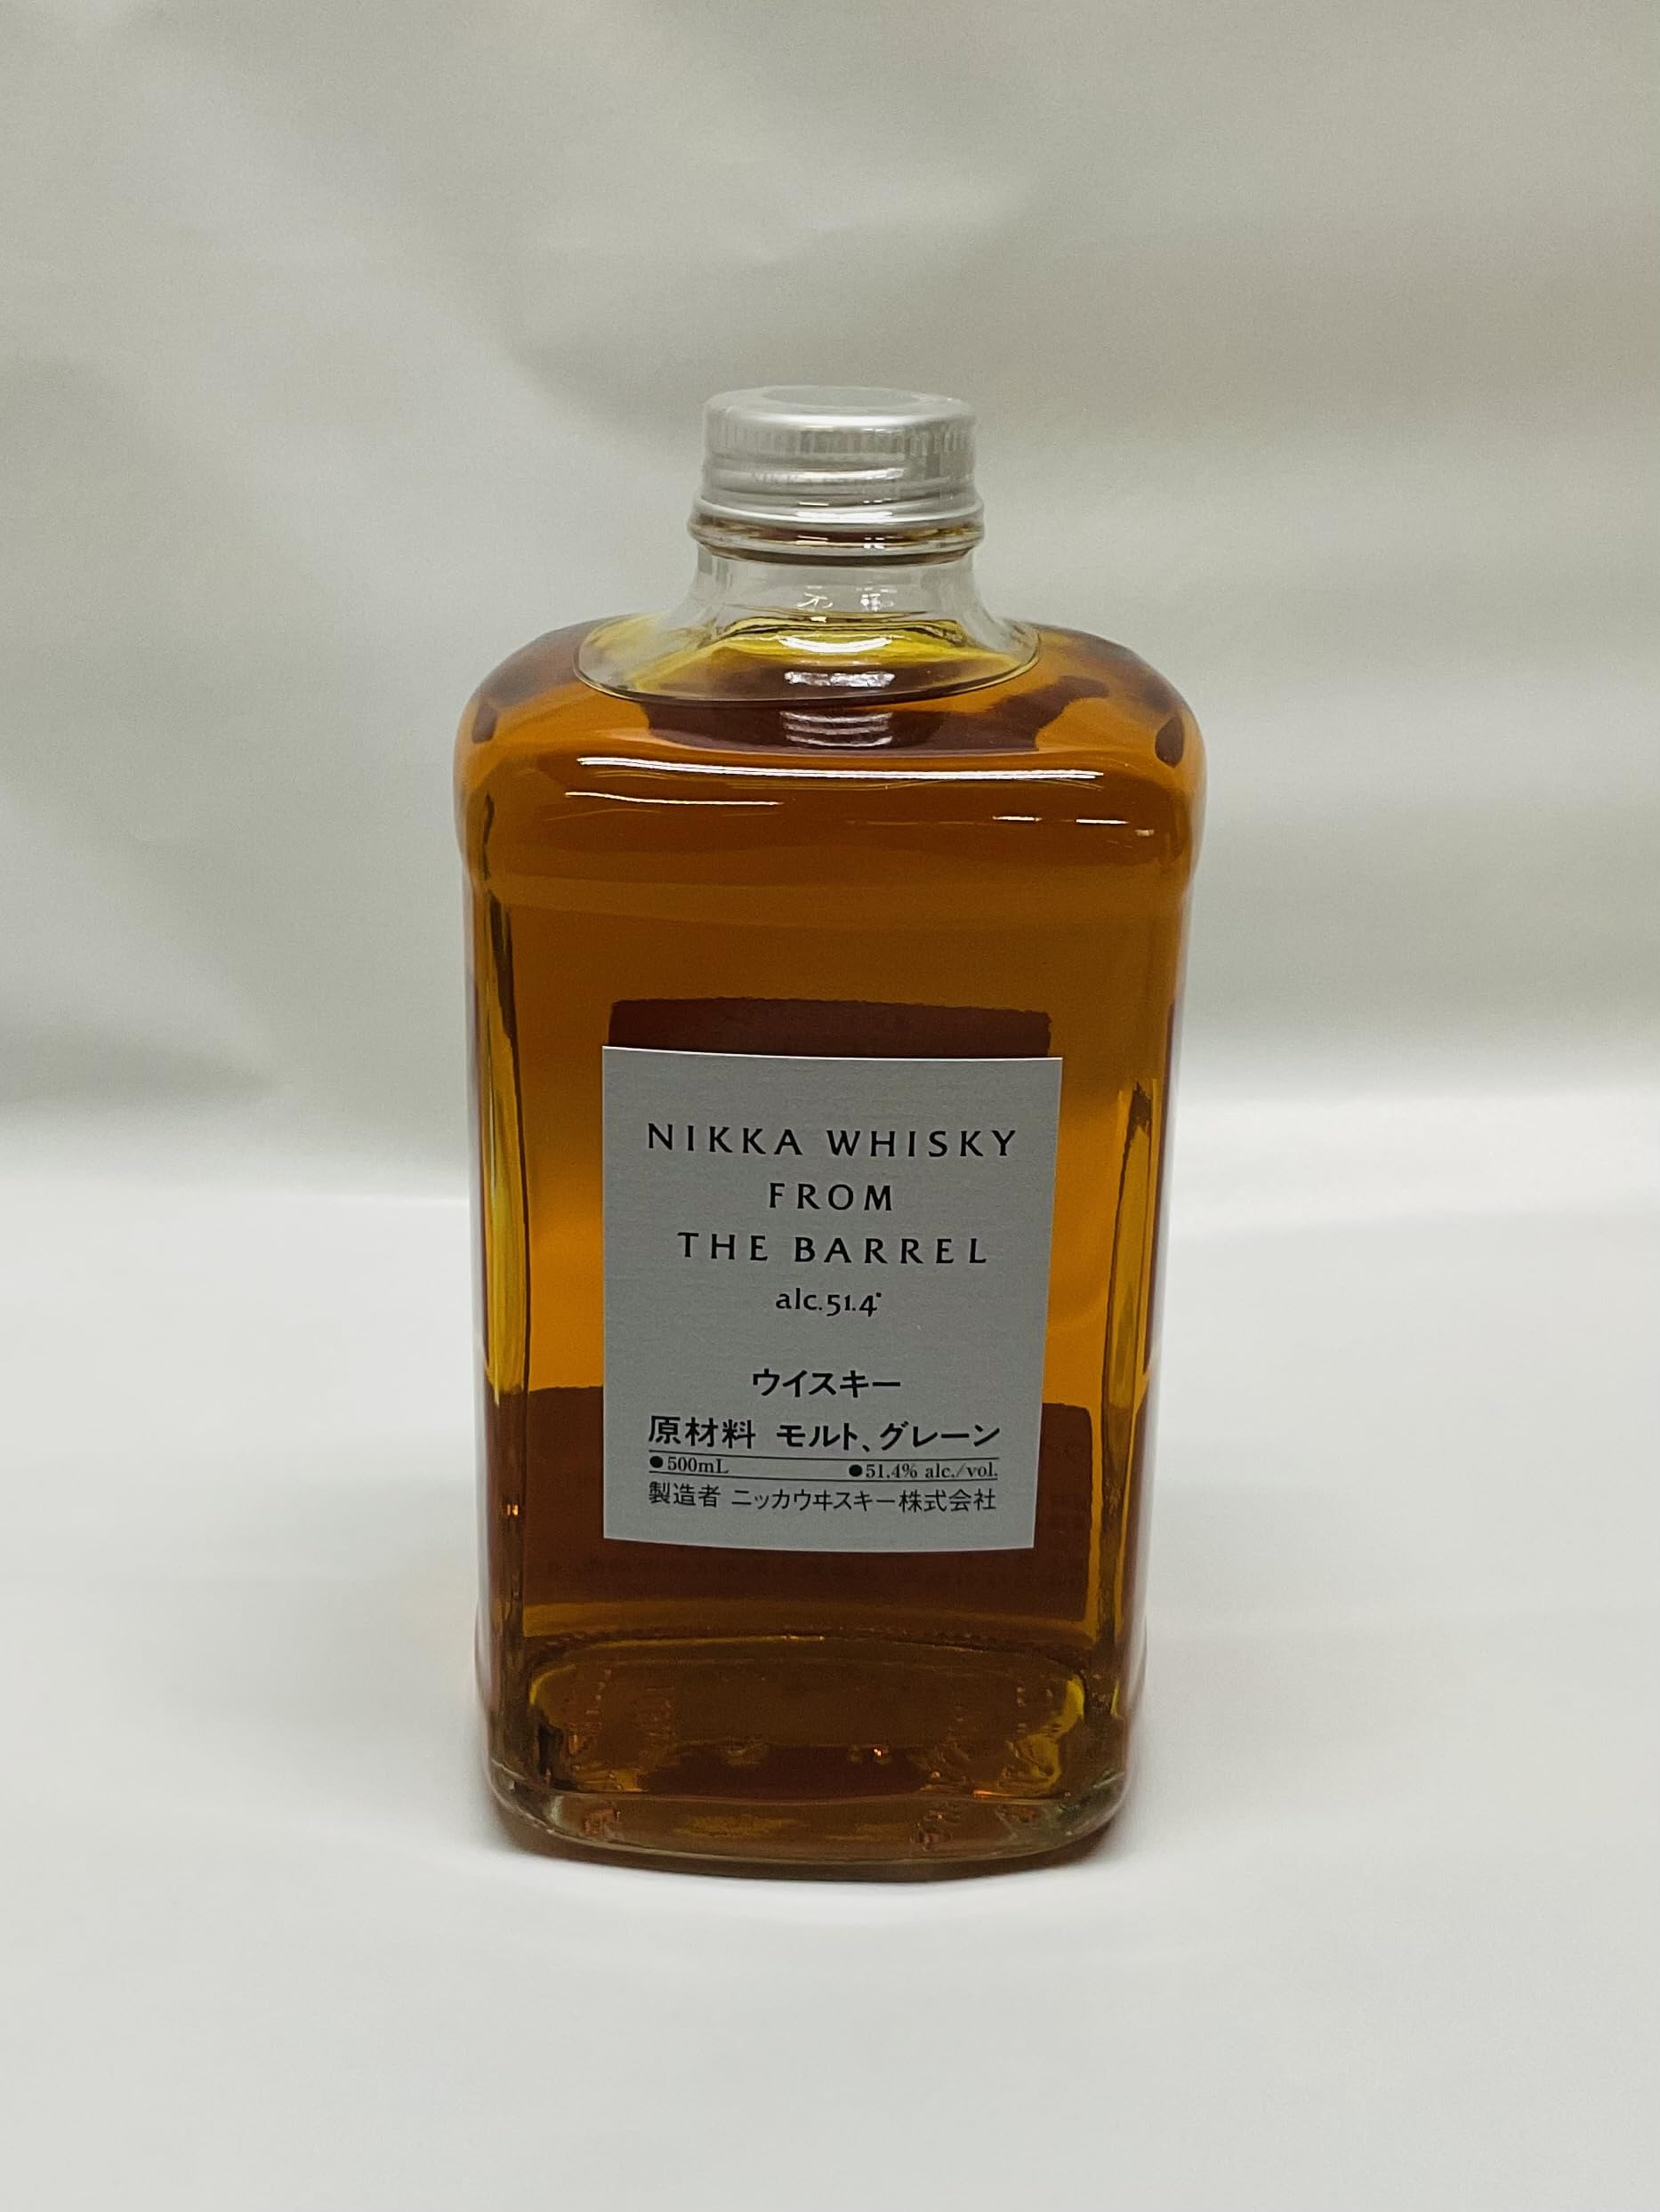 NIKKA WHISKY
FROM
THE BARREL
alc.51.4°
ウイスキー
原材料 モルト、グレーン
●500mL ●51.4% alc./vol.
製造者 ニッカウヰスキー株式会社